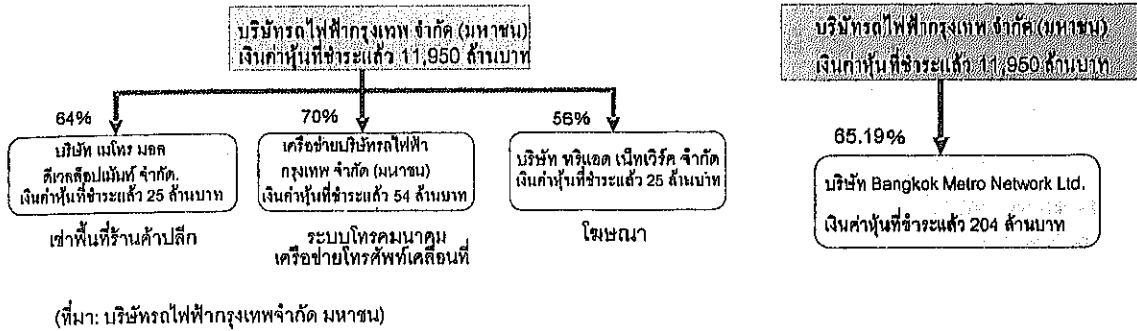 บริษัทรถไฟฟ้ากรุงเทพ จำกัด (มหาชน)
เงินค่าหุ้นที่ชำระแล้ว 11,950 ล้านบาท
64%
70%
56%
บริษัท เมโทร มอล
ดีเวลล็อปเม้นท์ จำกัด.
เงินค่าหุ้นที่ชำระแล้ว 25 ล้านบาท
เครือข่ายบริษัทรถไฟฟ้า
กรุงเทพ จำกัด (มหาชน)
เงินค่าหุ้นที่ชำระแล้ว 54 ล้านบาท
บริษัท ทริแอด เน็ทเวิร์ค จำกัด
เงินค่าหุ้นที่ชำระแล้ว 25 ล้านบาท
เช่าพื้นที่ร้านค้าปลีก
ระบบโทรคมนาคม
เครือข่ายโทรศัพท์เคลื่อนที่
โฆษณา
บริษัทรถไฟฟ้ากรุงเทพ จำกัด (มหาชน)
เงินค่าหุ้นที่ชำระแล้ว 11,950 ล้านบาท
65.19%
บริษัท Bangkok Metro Network Ltd.
เงินค่าหุ้นที่ชำระแล้ว 204 ล้านบาท
(ที่มา: บริษัทรถไฟฟ้ากรุงเทพจำกัด มหาชน)